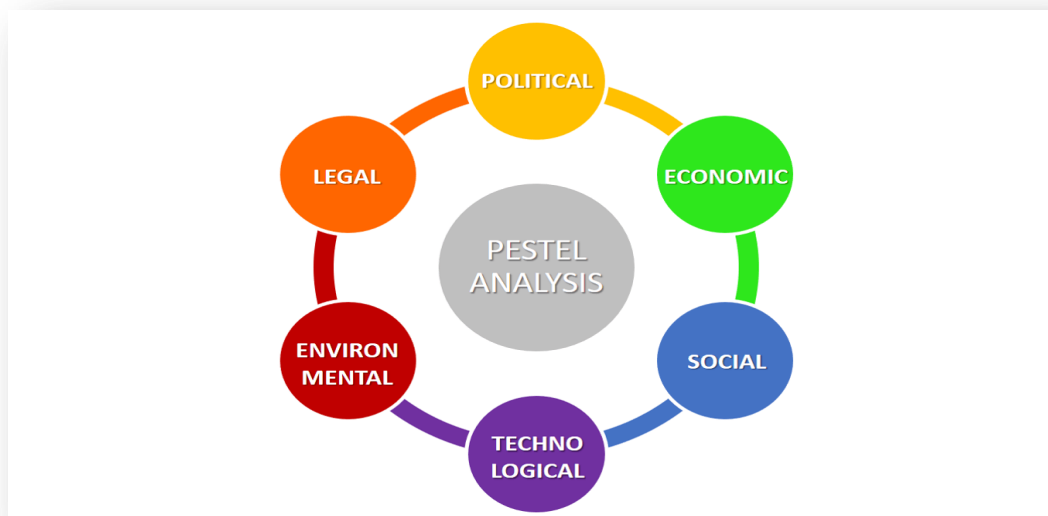 POLITICAL
ECONOMIC
SOCIAL
TECHNO
LOGICAL
ENVIRON
MENTAL
LEGAL
PESTEL
ANALYSIS